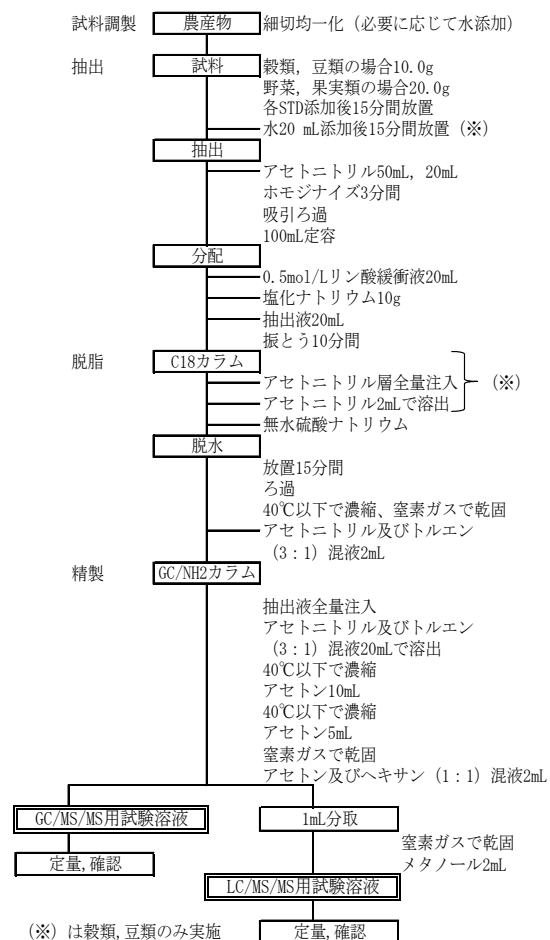 試料調製 農産物 細切均一化（必要に応じて水添加）
抽出 試料 穀類，豆類の場合10.0g
野菜，果実類の場合20.0g
各STD添加後15分間放置
水20 mL添加後15分間放置（※）
抽出
アセトニトリル50mL，20mL
ホモジナイズ3分間
吸引ろ過
100mL定容
分配
0.5mol/Lリン酸緩衝液20mL
塩化ナトリウム10g
抽出液20mL
振とう10分間
脱脂 C18カラム
アセトニトリル層全量注入 （※）
アセトニトリル2mLで溶出
無水硫酸ナトリウム
脱水
放置15分間
ろ過
40℃以下で濃縮、窒素ガスで乾固
アセトニトリル及びトルエン
（3：1）混液2mL
精製 GC/NH2カラム
抽出液全量注入
アセトニトリル及びトルエン
（3：1）混液20mLで溶出
40℃以下で濃縮
アセトン10mL
40℃以下で濃縮
アセトン5mL
窒素ガスで乾固
アセトン及びヘキサン（1：1）混液2mL
GC/MS/MS用試験溶液 1mL分取
窒素ガスで乾固
定量,確認 メタノール2mL
LC/MS/MS用試験溶液
（※）は穀類,豆類のみ実施 定量,確認